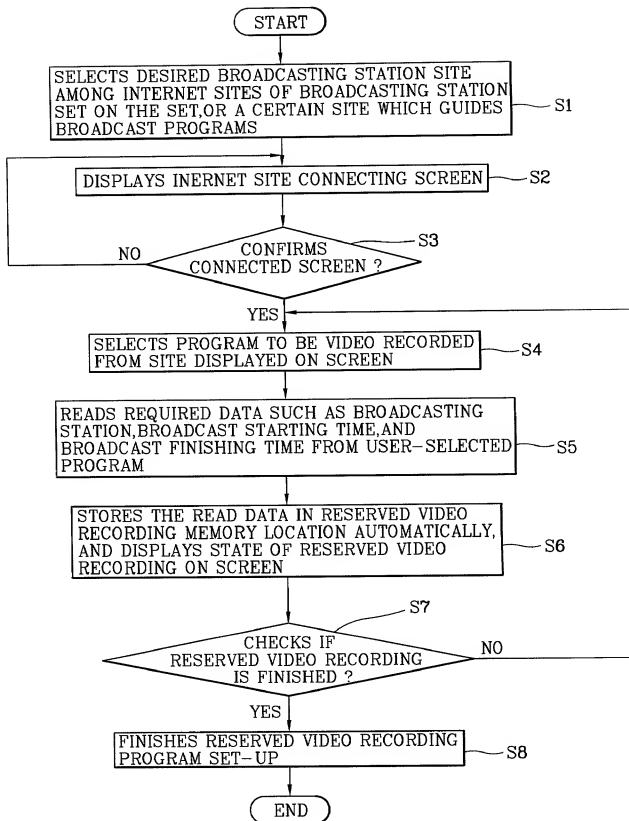 START
SELECTS DESIRED BROADCASTING STATION SITE
AMONG INTERNET SITES OF BROADCASTING STATION
SET ON THE SET,OR A CERTAIN SITE WHICH GUIDES
BROADCAST PROGRAMS
S1
DISPLAYS INERNET SITE CONNECTING SCREEN
S2
S3
CONFIRMS
CONNECTED SCREEN ?
NO
YES
SELECTS PROGRAM TO BE VIDEO RECORDED
FROM SITE DISPLAYED ON SCREEN
S4
READS REQUIRED DATA SUCH AS BROADCASTING
STATION,BROADCAST STARTING TIME,AND
BROADCAST FINISHING TIME FROM USER-SELECTED
PROGRAM
S5
STORES THE READ DATA IN RESERVED VIDEO
RECORDING MEMORY LOCATION AUTOMATICALLY,
AND DISPLAYS STATE OF RESERVED VIDEO
RECORDING ON SCREEN
S6
S7
CHECKS IF
RESERVED VIDEO RECORDING
IS FINISHED ?
NO
YES
FINISHES RESERVED VIDEO RECORDING
PROGRAM SET-UP
S8
END